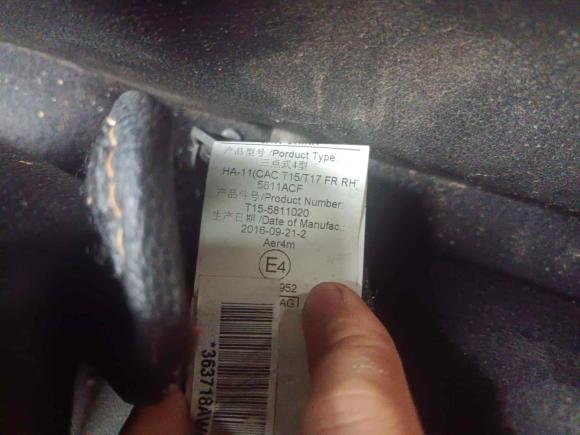 产品型号 /Porduct Type:
三点式4型
HA-11(CAC T15/T17 FR RH
5811ACF
产品件号/Product Number:
T15-5811020
生产日期 /Date of Manufac.:
2016-09-21-2
Aer4m
E4
952
AG
*363718AW